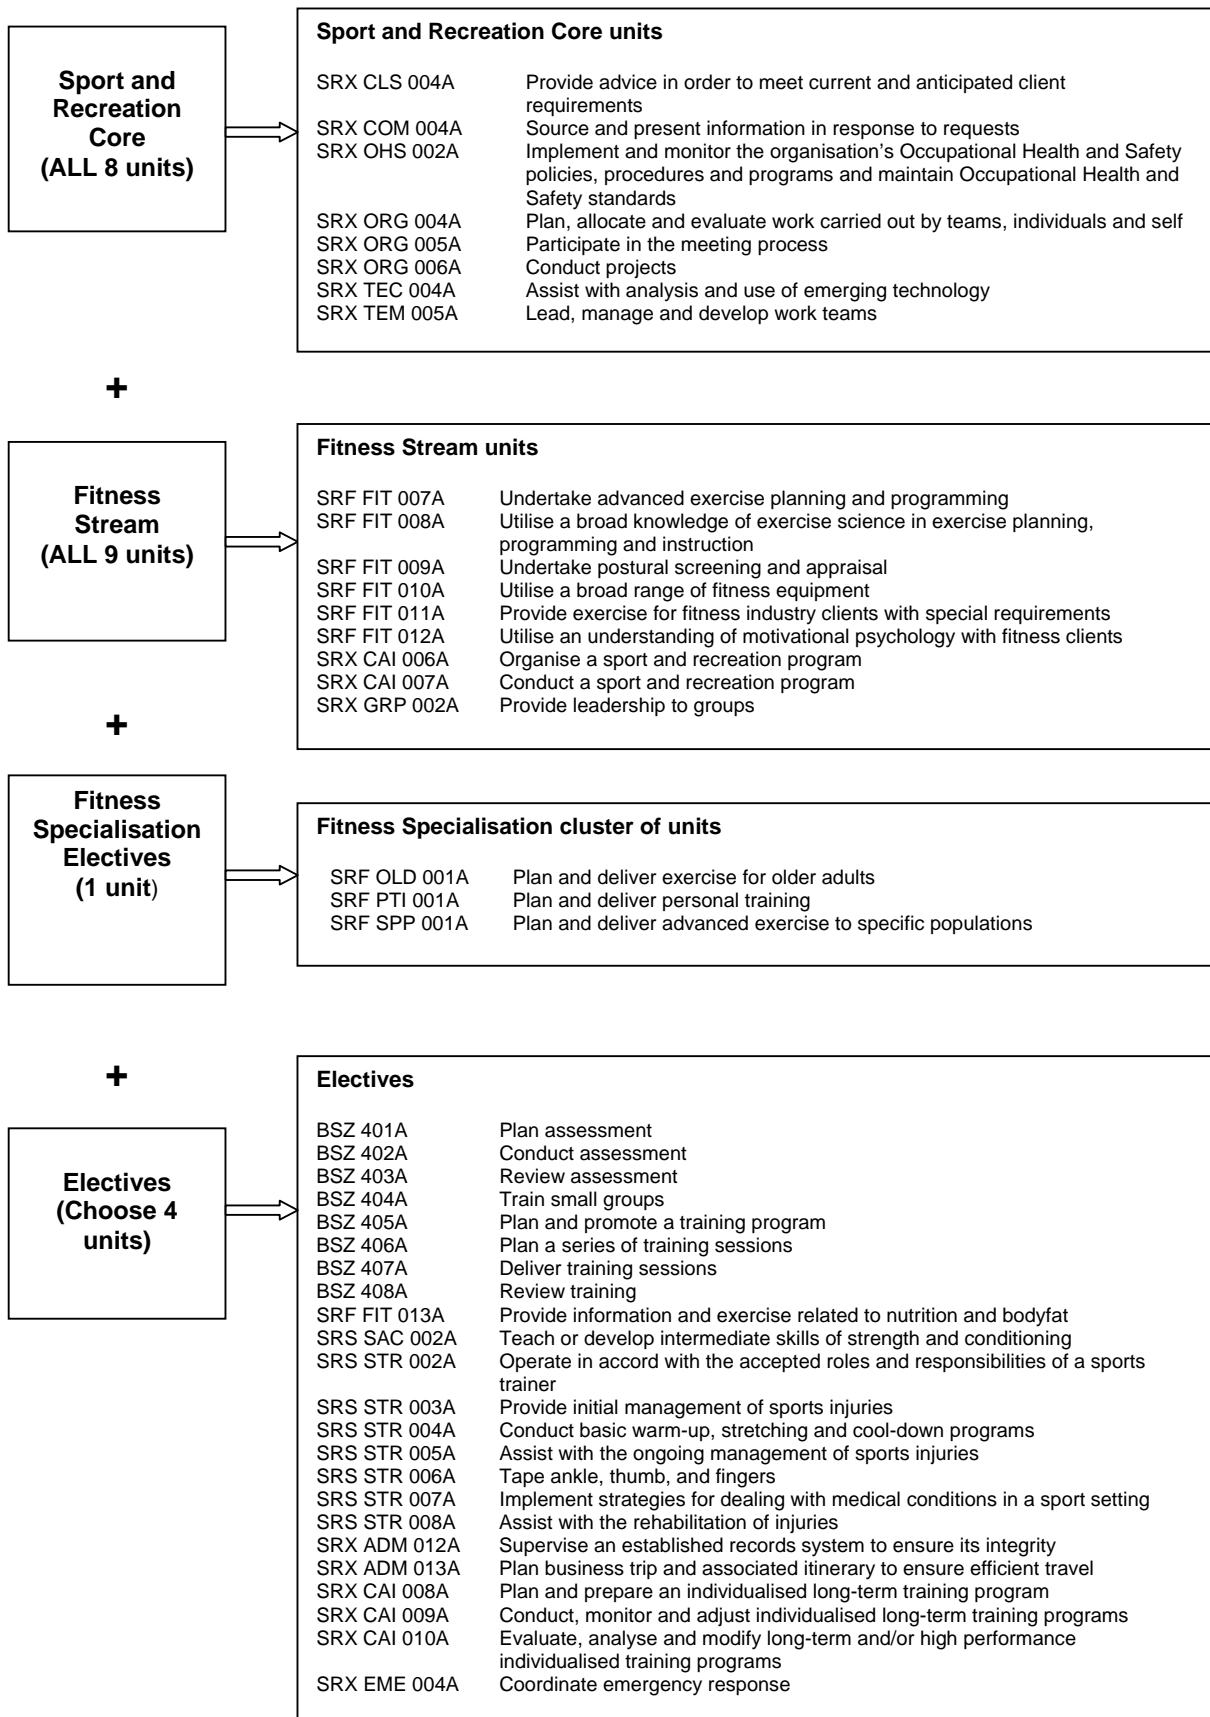 Sport and
Recreation
Core
(ALL 8 units)
Sport and Recreation Core units
SRX CLS 004A Provide advice in order to meet current and anticipated client
requirements
SRX COM 004A Source and present information in response to requests
SRX OHS 002A Implement and monitor the organisation's Occupational Health and Safety
policies, procedures and programs and maintain Occupational Health and
Safety standards
SRX ORG 004A Plan, allocate and evaluate work carried out by teams, individuals and self
SRX ORG 005A Participate in the meeting process
SRX ORG 006A Conduct projects
SRX TEC 004A Assist with analysis and use of emerging technology
SRX TEM 005A Lead, manage and develop work teams
+
Fitness
Stream
(ALL 9 units)
Fitness Stream units
SRF FIT 007A Undertake advanced exercise planning and programming
SRF FIT 008A Utilise a broad knowledge of exercise science in exercise planning,
programming and instruction
SRF FIT 009A Undertake postural screening and appraisal
SRF FIT 010A Utilise a broad range of fitness equipment
SRF FIT 011A Provide exercise for fitness industry clients with special requirements
SRF FIT 012A Utilise an understanding of motivational psychology with fitness clients
SRX CAI 006A Organise a sport and recreation program
SRX CAI 007A Conduct a sport and recreation program
SRX GRP 002A Provide leadership to groups
+
Fitness
Specialisation
Electives
(1 unit)
Fitness Specialisation cluster of units
SRF OLD 001A Plan and deliver exercise for older adults
SRF PTI 001A Plan and deliver personal training
SRF SPP 001A Plan and deliver advanced exercise to specific populations
+
Electives
(Choose 4
units)
Electives
BSZ 401A Plan assessment
BSZ 402A Conduct assessment
BSZ 403A Review assessment
BSZ 404A Train small groups
BSZ 405A Plan and promote a training program
BSZ 406A Plan a series of training sessions
BSZ 407A Deliver training sessions
BSZ 408A Review training
SRF FIT 013A Provide information and exercise related to nutrition and bodyfat
SRS SAC 002A Teach or develop intermediate skills of strength and conditioning
SRS STR 002A Operate in accord with the accepted roles and responsibilities of a sports
trainer
SRS STR 003A Provide initial management of sports injuries
SRS STR 004A Conduct basic warm-up, stretching and cool-down programs
SRS STR 005A Assist with the ongoing management of sports injuries
SRS STR 006A Tape ankle, thumb, and fingers
SRS STR 007A Implement strategies for dealing with medical conditions in a sport setting
SRS STR 008A Assist with the rehabilitation of injuries
SRX ADM 012A Supervise an established records system to ensure its integrity
SRX ADM 013A Plan business trip and associated itinerary to ensure efficient travel
SRX CAI 008A Plan and prepare an individualised long-term training program
SRX CAI 009A Conduct, monitor and adjust individualised long-term training programs
SRX CAI 010A Evaluate, analyse and modify long-term and/or high performance
individualised training programs
SRX EME 004A Coordinate emergency response